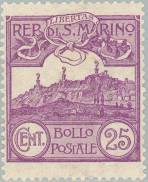 LIBERTAS
REP. DI S. MARINO
CENT. BOLLO 25
POSTALE